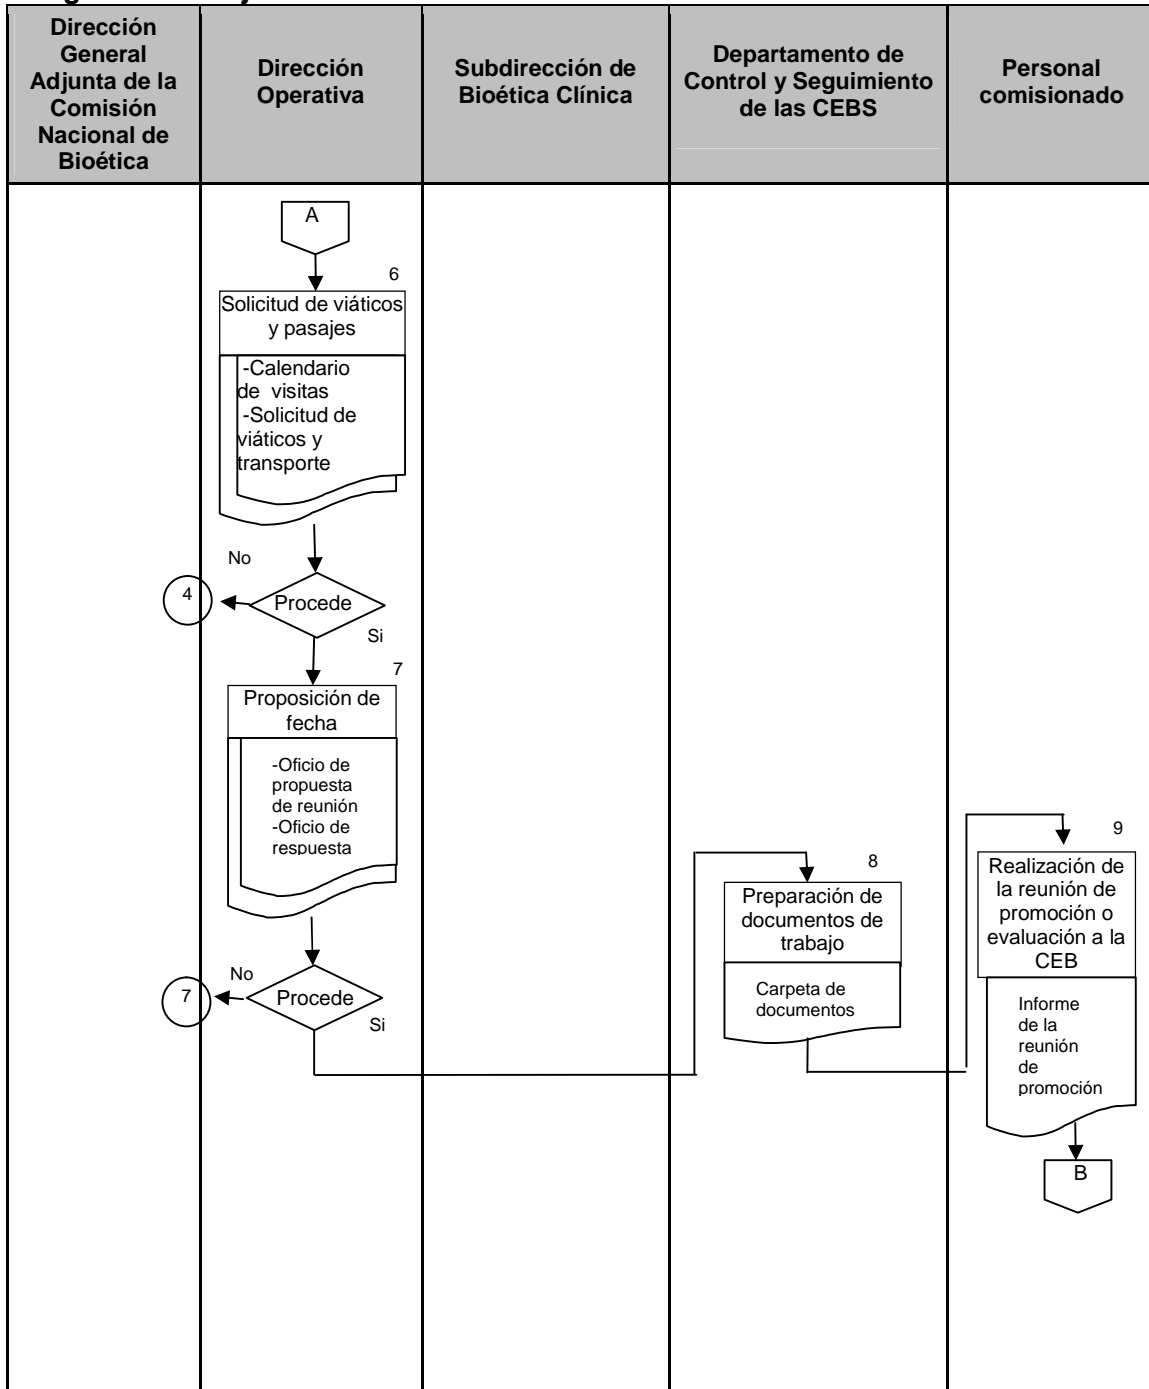 Dirección
General
Adjunta de la
Comisión
Nacional de
Bioética
Dirección
Operativa
Subdirección de
Bioética Clínica
Departamento de
Control y Seguimiento
de las CEBS
Personal
comisionado
A
6
Solicitud de viáticos
y pasajes
-Calendario
de visitas
-Solicitud de
viáticos y
transporte
No
4
Procede
Si
7
Proposición de
fecha
-Oficio de
propuesta
de reunión
-Oficio de
respuesta
No
7
Procede
Si
8
Preparación de
documentos de
trabajo
Carpeta de
documentos
9
Realización de
la reunión de
promoción o
evaluación a la
CEB
Informe
de la
reunión
de
promoción
B